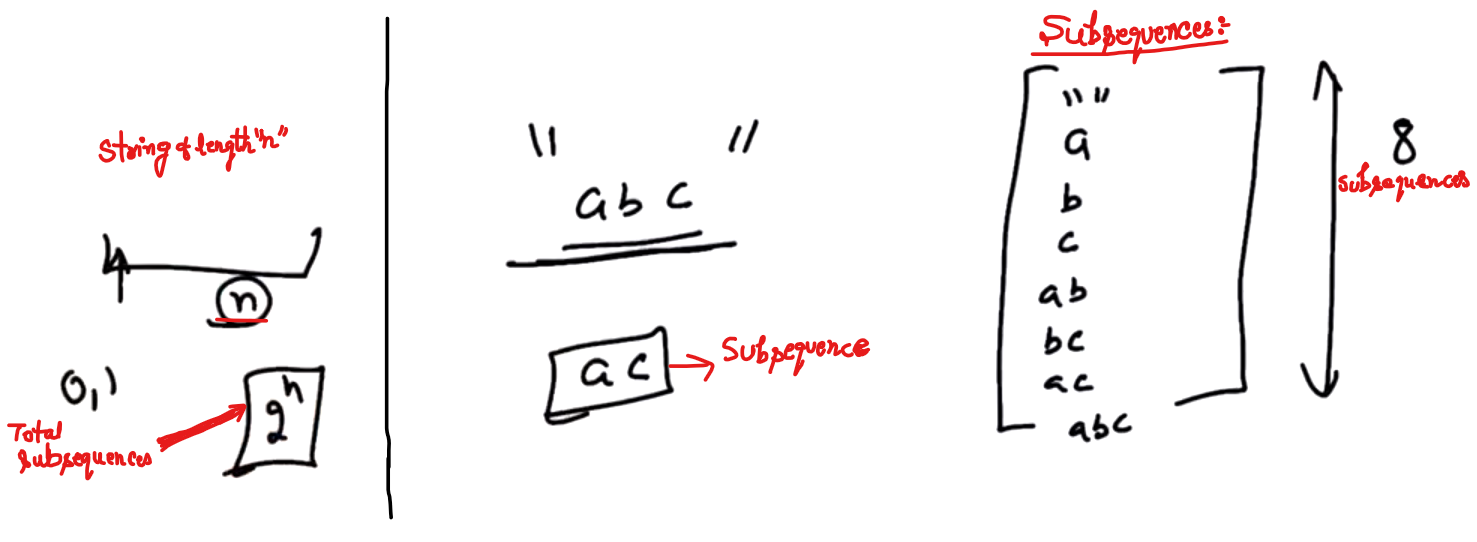 String of length "n"
n
0,1
2^n
Total
subsequences
" "
abc
ac
Subsequence
Subsequences:-
" "
a
b
c
ab
bc
ac
abc
8
subsequences